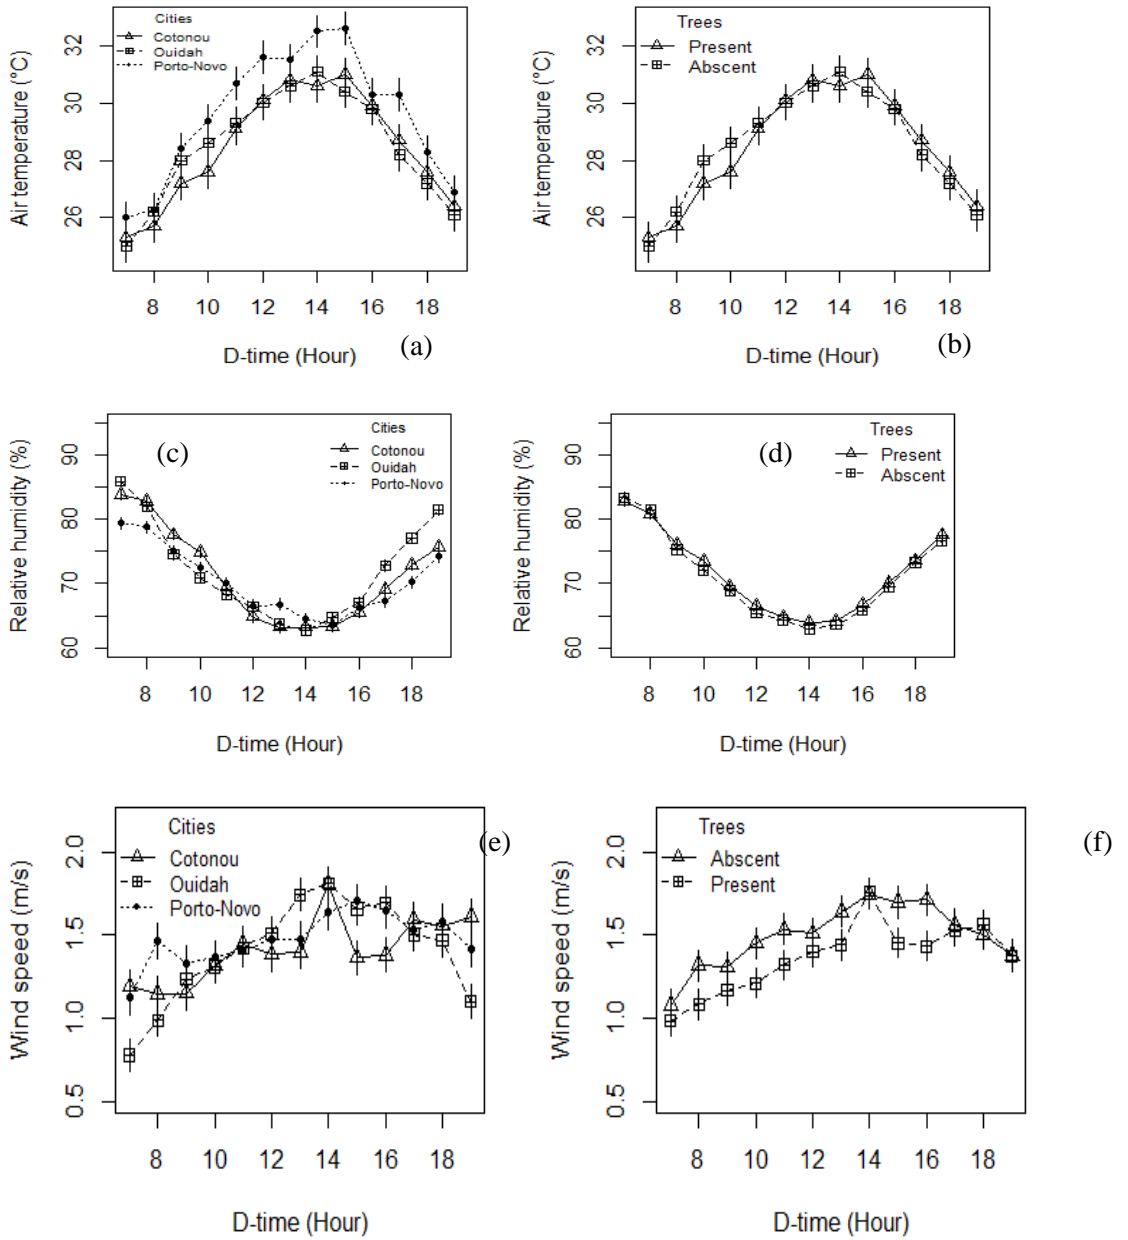 Cities
Cotonou
Ouidah
Porto-Novo
Air temperature (°C)
26 28 30 32
8 10 12 14 16 18
D-time (Hour)
(a)
Trees
Present
Abscent
Air temperature (°C)
26 28 30 32
8 10 12 14 16 18
D-time (Hour)
(b)
Cities
Cotonou
Ouidah
Porto-Novo
(c)
Relative humidity (%)
60 70 80 90
8 10 12 14 16 18
D-time (Hour)
Trees
Present
Abscent
(d)
Relative humidity (%)
60 70 80 90
8 10 12 14 16 18
D-time (Hour)
Cities
Cotonou
Ouidah
Porto-Novo
(e)
Wind speed (m/s)
0.5 1.0 1.5 2.0
8 10 12 14 16 18
D-time (Hour)
Trees
Abscent
Present
(f)
Wind speed (m/s)
0.5 1.0 1.5 2.0
8 10 12 14 16 18
D-time (Hour)